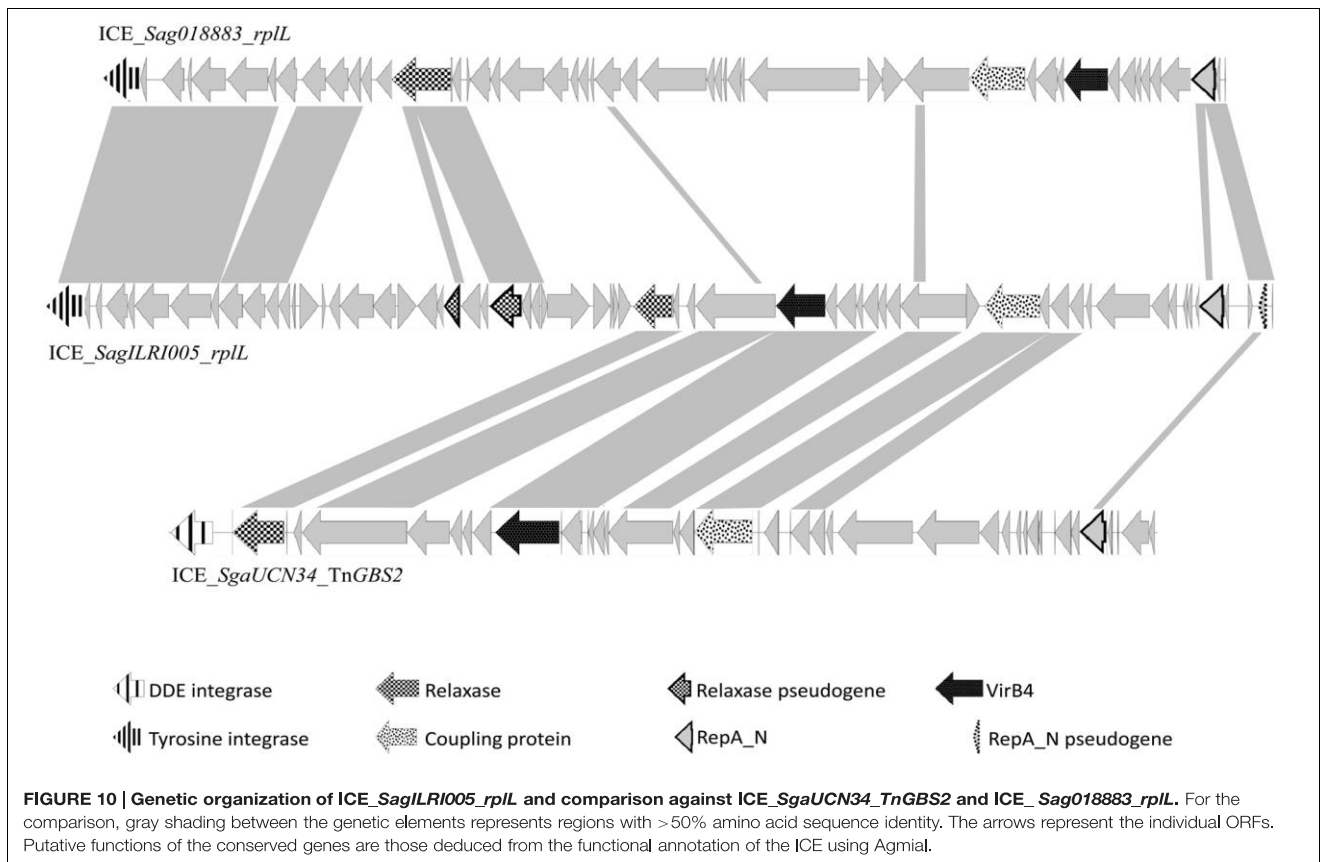 ICE_Sag018883_rplL
ICE_SagILRI005_rplL
ICE_SgaUCN34_TnGBS2
DDE integrase
Relaxase
Relaxase pseudogene
VirB4
Tyrosine integrase
Coupling protein
RepA_N
RepA_N pseudogene
FIGURE 10 | Genetic organization of ICE_SagILRI005_rplL and comparison against ICE_SgaUCN34_TnGBS2 and ICE_ Sag018883_rplL. For the
comparison, gray shading between the genetic elements represents regions with >50% amino acid sequence identity. The arrows represent the individual ORFs.
Putative functions of the conserved genes are those deduced from the functional annotation of the ICE using Agmial.